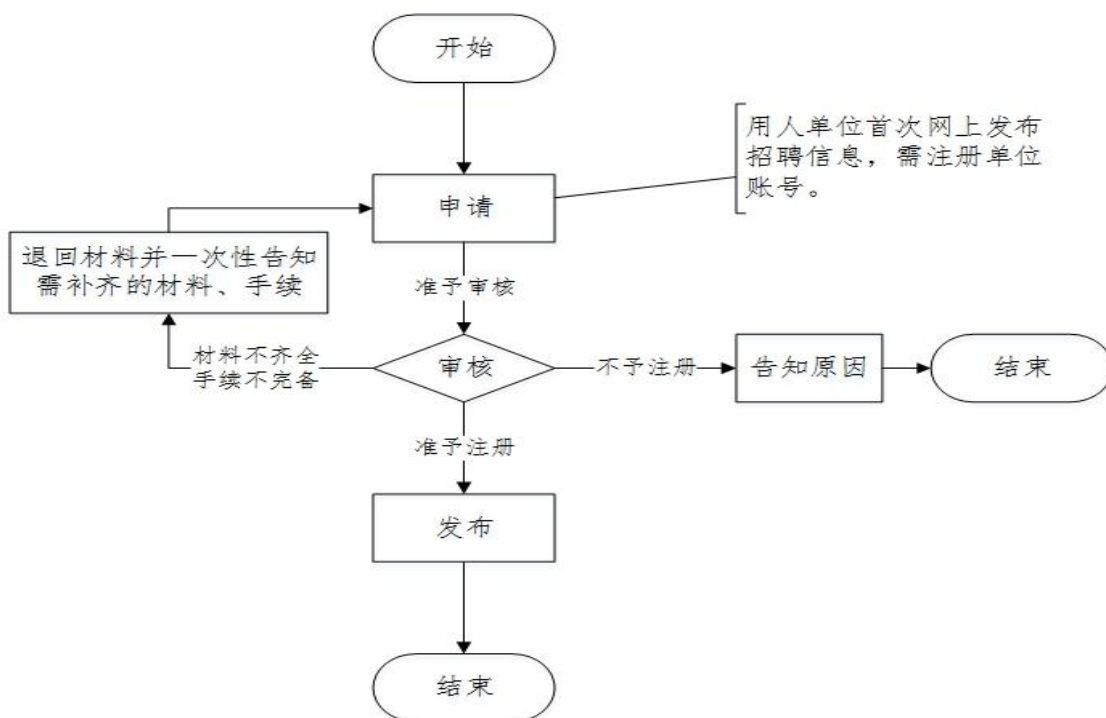 开始
用人单位首次网上发布
招聘信息，需注册单位
账号。
申请
退回材料并一次性告知
需补齐的材料、手续
准予审核
材料不齐全
手续不完备
审核
不予注册
告知原因
结束
准予注册
发布
结束